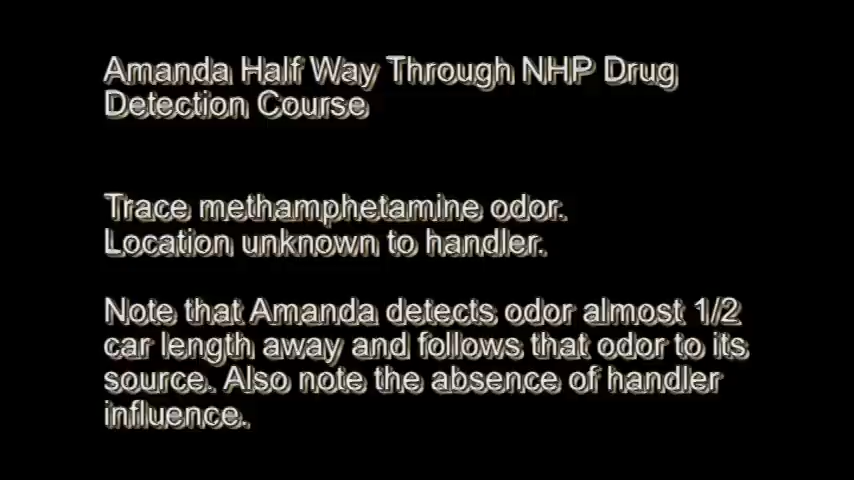 Amanda Half Way Through NHP Drug
Detection Course
Trace methamphetamine odor.
Location unknown to handler.
Note that Amanda detects odor almost 1/2
car length away and follows that odor to its
source. Also note the absence of handler
influence.